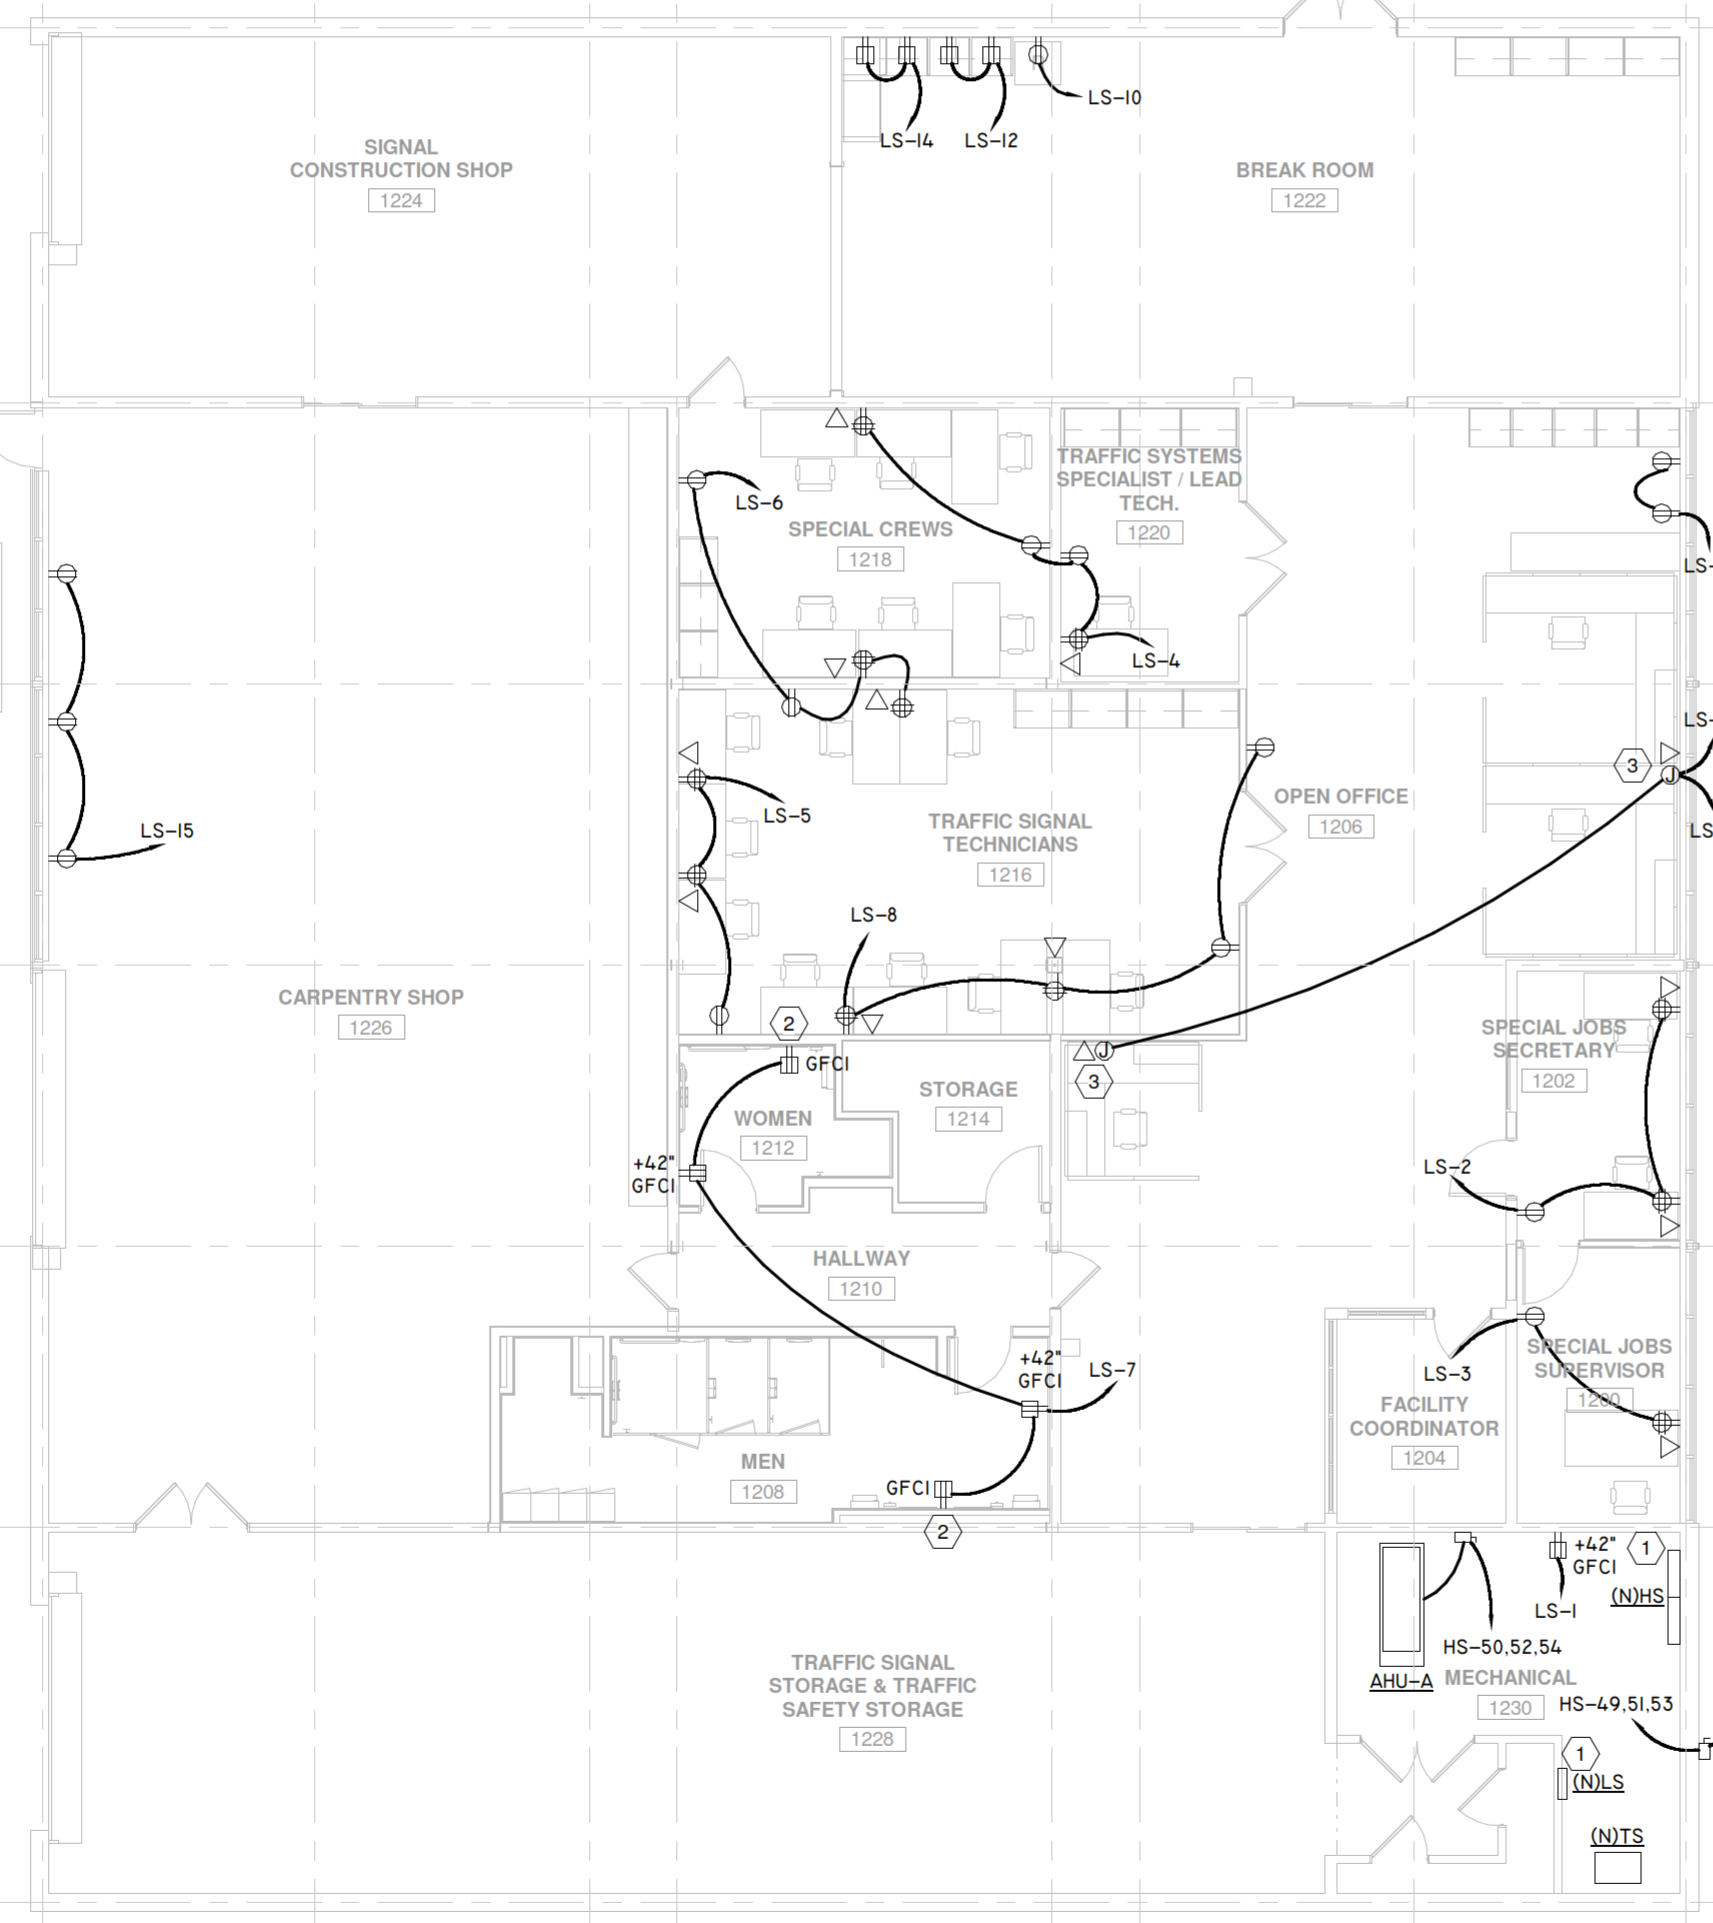 LS-10
LS-14
LS-12
SIGNAL
CONSTRUCTION SHOP
1224
BREAK ROOM
1222
TRAFFIC SYSTEMS
SPECIALIST / LEAD
TECH.
1220
LS-6
SPECIAL CREWS
1218
LS-
LS-4
LS-
3
J
OPEN OFFICE
1206
LS-5
TRAFFIC SIGNAL
TECHNICIANS
1216
LS-15
LS
LS-8
CARPENTRY SHOP
1226
2
GFCI
SPECIAL JOBS
SECRETARY
1202
J
3
STORAGE
1214
WOMEN
1212
+42"
GFCI
LS-2
HALLWAY
1210
+42"
GFCI
LS-7
LS-3
SPECIAL JOBS
SUPERVISOR
1200
FACILITY
COORDINATOR
1204
MEN
1208
GFCI
2
+42"
GFCI
1
(N)HS
LS-1
HS-50,52,54
AHU-A
MECHANICAL
1230
HS-49,51,53
TRAFFIC SIGNAL
STORAGE & TRAFFIC
SAFETY STORAGE
1228
1
(N)LS
(N)TS